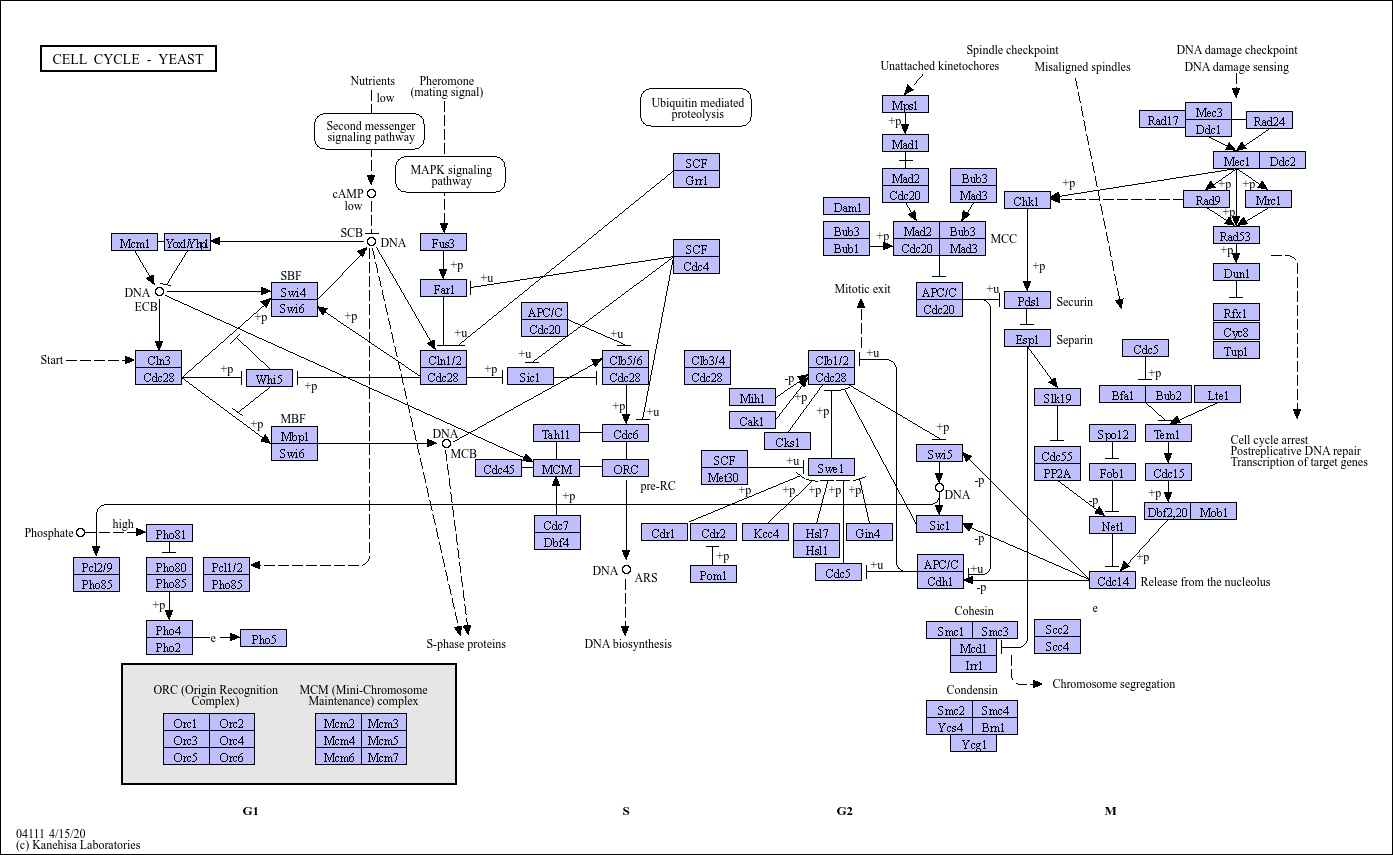 CELL CYCLE - YEAST
Nutrients
low
Pheromone
(mating signal)
Second messenger
signaling pathway
MAPK signaling
pathway
cAMP
low
SCB
DNA
Ubiquitin mediated
proteolysis
Spindle checkpoint
Unattached kinetochores
Misaligned spindles
DNA damage checkpoint
DNA damage sensing
Mps1
+p
Mad1
Mad2
Cdc20
Bub3
Mad3
Dam1
Bub3
Bub1
+p
Mad2
Bub3
Cdc20
Mad3
MCC
Rad17
Mec3
Ddc1
Rad24
Mec1
Ddc2
+p
+p
+p
Chk1
Rad9
Mrc1
+p
Rad53
+p
Dun1
Rfx1
Cyc8
Tup1
SCF
Grr1
SCF
Cdc4
Mcm1
Yox1/Yhp1
Fus3
+p
Far1
+u
DNA
ECB
SBF
Swi4
Swi6
+p
+p
APC/C
Cdc20
+u
+u
+u
Mitotic exit
APC/C
Cdc20
+u
+p
Pds1
Securin
Esp1
Separin
Start
Cln3
Cdc28
+p
Whi5
+p
Cln1/2
Cdc28
+p
Sic1
Clb5/6
Cdc28
Clb3/4
Cdc28
Clb1/2
Cdc28
+u
-p
+p
+p
Mih1
Cak1
Cks1
Cdc5
+p
Bfa1
Bub2
Lte1
Slk19
+p
MBF
Mbp1
Swi6
DNA
MCB
+p
+u
Tah11
Cdc6
Cdc45
MCM
ORC
pre-RC
SCF
Met30
+u
Swe1
+p
Swi5
-p
DNA
Cdc55
PP2A
Spo12
Fob1
Tem1
Cdc15
+p
Dbf2,20
Mob1
-p
Net1
Cell cycle arrest
Postreplicative DNA repair
Transcription of target genes
+p
+p
+p
+p
+p
Cdc7
Dbf4
Cdr1
Cdr2
Kcc4
Hsl7
Hsl1
Gin4
Sic1
-p
+p
Pom1
Cdc5
+u
APC/C
Cdh1
+u
-p
+p
Cdc14
Release from the nucleolus
e
Phosphate
high
Pho81
Pcl2/9
Pho85
Pho80
Pho85
Pcl1/2
Pho85
+p
Pho4
Pho2
e
Pho5
DNA
ARS
S-phase proteins
DNA biosynthesis
Cohesin
Smc1
Smc3
Mcd1
Irr1
Scc2
Scc4
Chromosome segregation
Condensin
Smc2
Smc4
Ycs4
Brn1
Ycg1
ORC (Origin Recognition
Complex)
MCM (Mini-Chromosome
Maintenance) complex
Orc1
Orc2
Mcm2
Mcm3
Orc3
Orc4
Mcm4
Mcm5
Orc5
Orc6
Mcm6
Mcm7
G1
S
G2
M
04111 4/15/20
(c) Kanehisa Laboratories